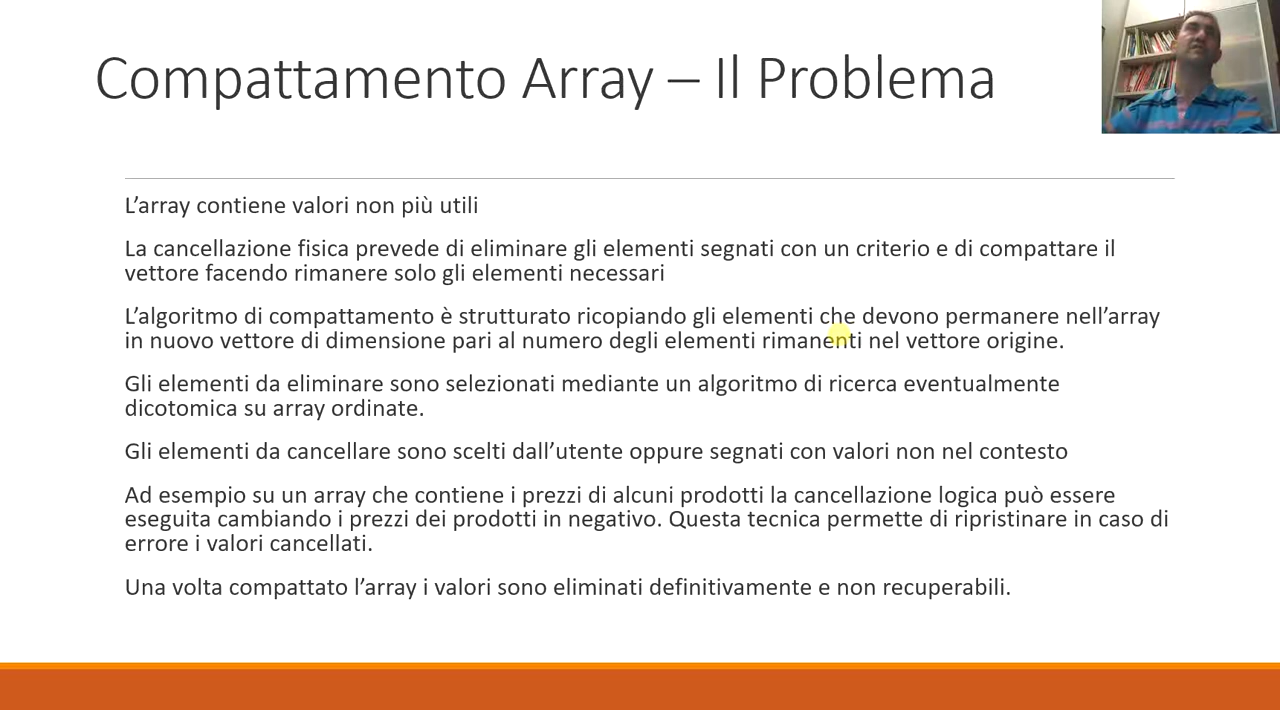 Compattamento Array – Il Problema
L’array contiene valori non più utili
La cancellazione fisica prevede di eliminare gli elementi segnati con un criterio e di compattare il
vettore facendo rimanere solo gli elementi necessari
L’algoritmo di compattamento è strutturato ricopiando gli elementi che devono permanere nell’array
in nuovo vettore di dimensione pari al numero degli elementi rimanenti nel vettore origine.
Gli elementi da eliminare sono selezionati mediante un algoritmo di ricerca eventualmente
dicotomica su array ordinate.
Gli elementi da cancellare sono scelti dall’utente oppure segnati con valori non nel contesto
Ad esempio su un array che contiene i prezzi di alcuni prodotti la cancellazione logica può essere
eseguita cambiando i prezzi dei prodotti in negativo. Questa tecnica permette di ripristinare in caso di
errore i valori cancellati.
Una volta compattato l’array i valori sono eliminati definitivamente e non recuperabili.